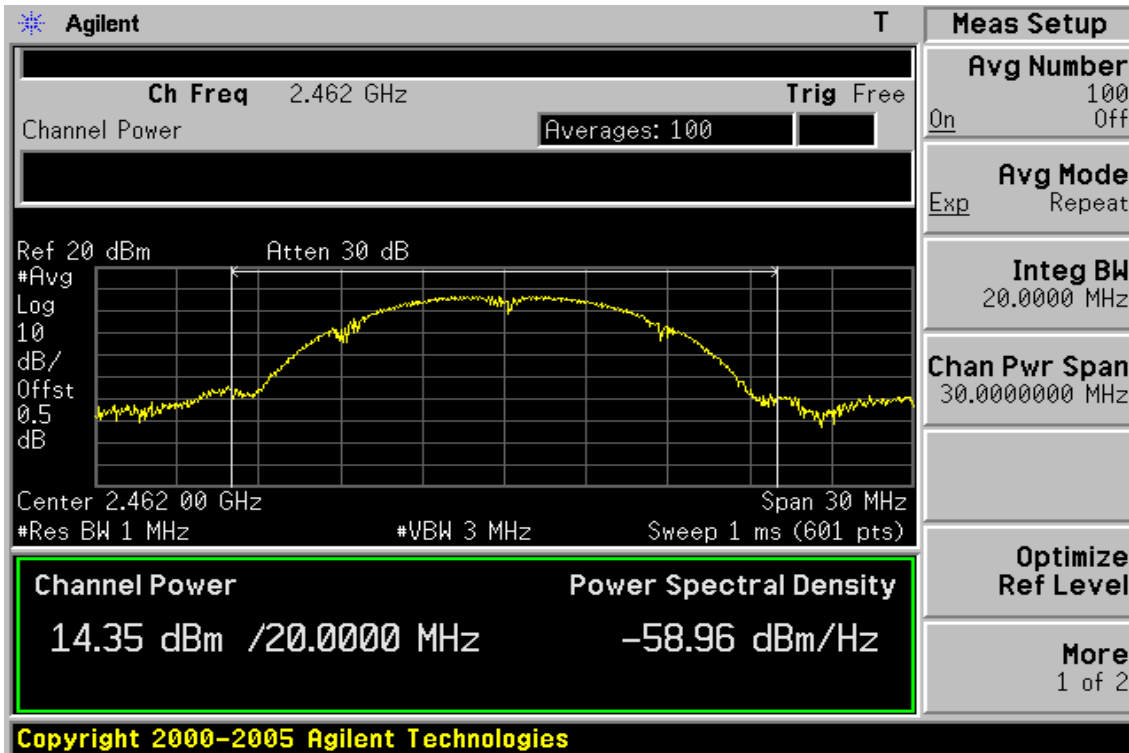 Agilent T
Ch Freq 2.462 GHz Trig Free
Channel Power Averages: 100
Ref 20 dBm Atten 30 dB
#Avg
Log
10
dB/
Offst
0.5
dB
Center 2.462 00 GHz Span 30 MHz
#Res BW 1 MHz #VBW 3 MHz Sweep 1 ms (601 pts)
Channel Power Power Spectral Density
14.35 dBm /20.0000 MHz -58.96 dBm/Hz
Copyright 2000-2005 Agilent Technologies
Meas Setup
Avg Number
100
On Off
Avg Mode
Exp Repeat
Integ BW
20.0000 MHz
Chan Pwr Span
30.0000000 MHz
Optimize
Ref Level
More
1 of 2